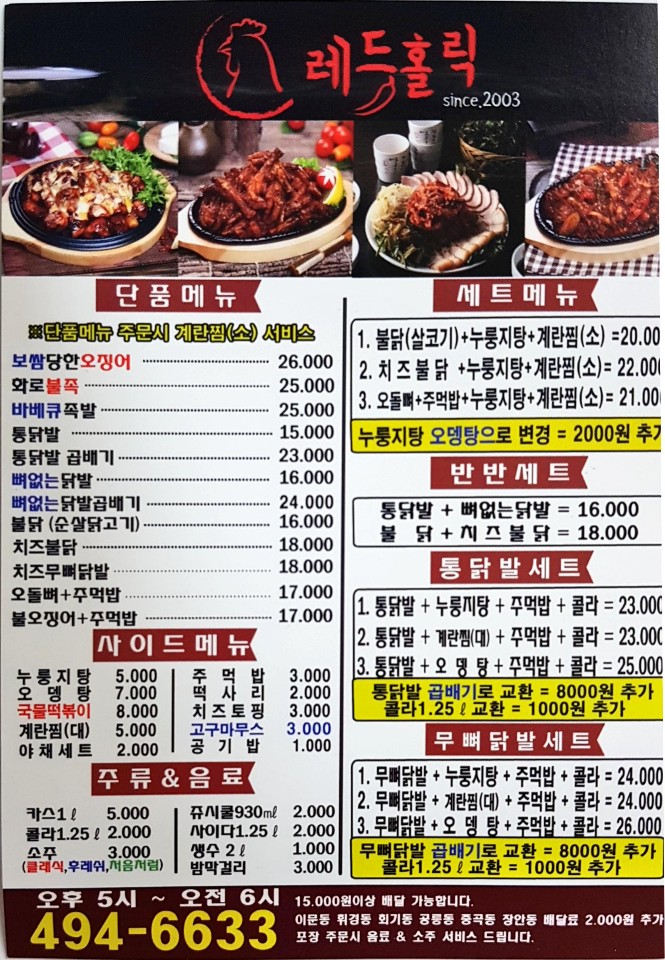 레드홀릭
since.2003
단품메뉴
※단품메뉴 주문시 계란찜(소) 서비스
보쌈당한오징어 26.000
화로불족 25.000
바베큐족발 25.000
통닭발 15.000
통닭발 곱배기 23.000
뼈없는닭발 16.000
뼈없는닭발곱배기 24.000
불닭 (순살닭고기) 16.000
치즈불닭 18.000
치즈무뼈닭발 18.000
오돌뼈+주먹밥 17.000
불오징어+주먹밥 17.000
사이드메뉴
누룽지탕 5.000
오뎅탕 7.000
국물떡볶이 8.000
계란찜(대) 5.000
야채세트 2.000
주먹밥 3.000
떡사리 2.000
치즈토핑 3.000
고구마무스 3.000
공기밥 1.000
주류&음료
카스1ℓ 5.000
콜라1.25ℓ 2.000
소주 3.000
(클래식,후레쉬,처음처럼)
쥬시쿨930㎖ 2.000
사이다1.25ℓ 2.000
생수 2ℓ 1.000
밤막걸리 3.000
세트메뉴
1. 불닭(살코기)+누룽지탕+계란찜(소) =20.00
2. 치즈불닭 +누룽지탕+계란찜(소)= 22.00
3. 오돌뼈+주먹밥+누룽지탕+계란찜(소)= 21.00
누룽지탕 오뎅탕으로 변경 = 2000원 추가
반반세트
통닭발 + 뼈없는닭발 = 16.000
불닭+치즈불닭 = 18.000
통닭발세트
1. 통닭발 + 누룽지탕 + 주먹밥 + 콜라 = 23.000
2. 통닭발 + 계란찜(대) + 주먹밥 + 콜라 = 23.000
3. 통닭발 + 오뎅탕 + 주먹밥 + 콜라 = 25.000
통닭발 곱배기로 교환 = 8000원 추가
콜라1.25ℓ 교환 = 1000원 추가
무뼈닭발세트
1. 무뼈닭발 + 누룽지탕 + 주먹밥 + 콜라 = 24.000
2. 무뼈닭발 + 계란찜(대) + 주먹밥 + 콜라 = 24.000
3. 무뼈닭발 + 오뎅탕 + 주먹밥 + 콜라 = 26.000
무뼈닭발 곱배기로 교환 = 8000원 추가
콜라1.25ℓ 교환 = 1000원 추가
오후 5시 ~ 오전 6시
494-6633
15.000원이상 배달 가능합니다.
이문동 휘경동 회기동 공릉동 중곡동 장안동 배달료 2.000원 추가
포장 주문시 음료 & 소주 서비스 드립니다.